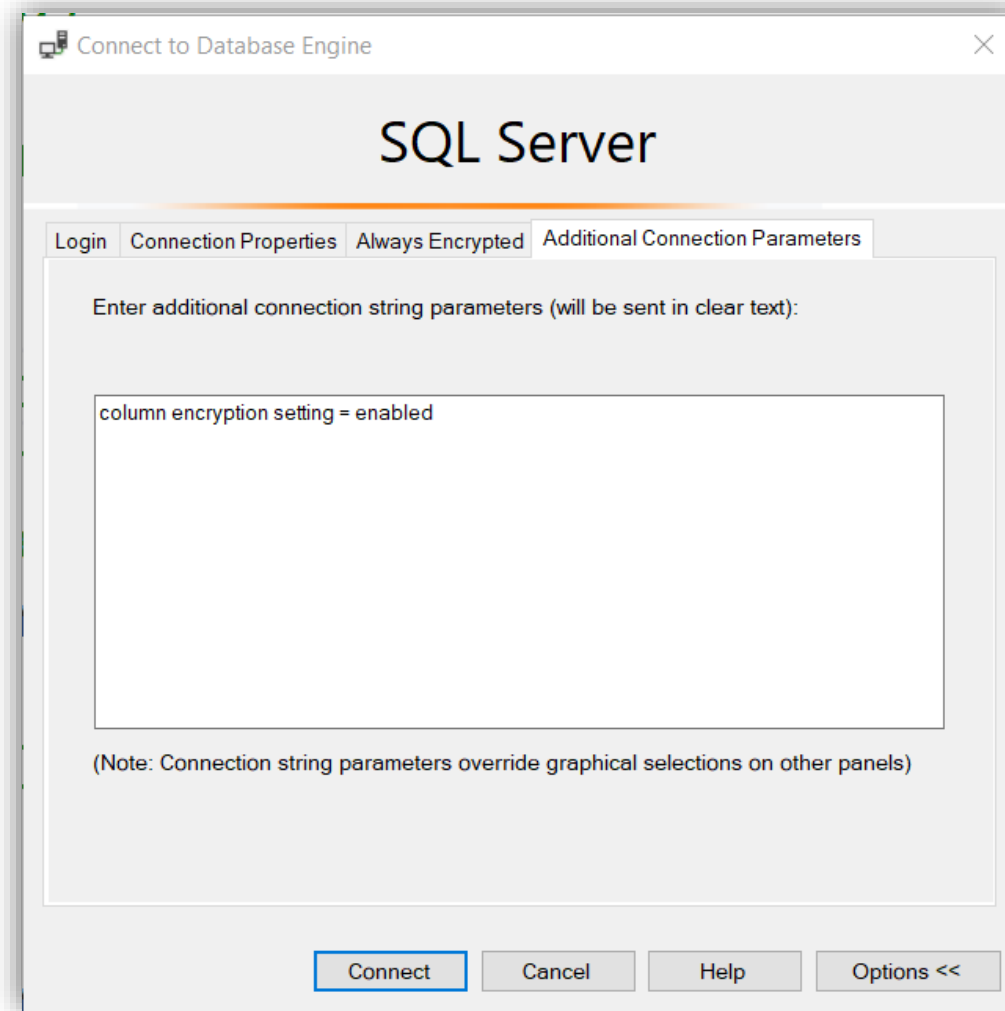 Connect to Database Engine
SQL Server
Login Connection Properties Always Encrypted Additional Connection Parameters
Enter additional connection string parameters (will be sent in clear text):
column encryption setting = enabled
(Note: Connection string parameters override graphical selections on other panels)
Connect Cancel Help Options <<